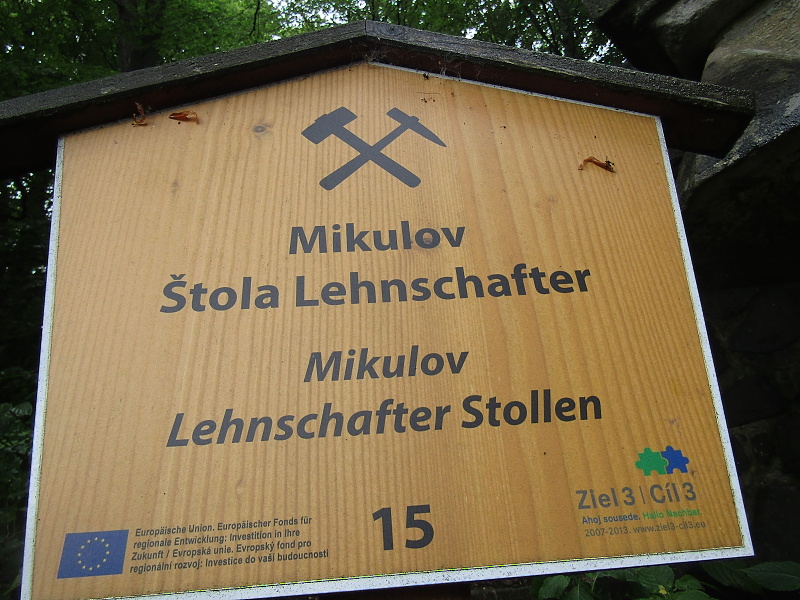 Mikulov
Štola Lehnschafter
Mikulov
Lehnschafter Stollen
Europäische Union. Europäischer Fonds für
regionale Entwicklung: Investition in Ihre
Zukunft / Evropská unie. Evropský fond pro
regionální rozvoj: Investice do vaší budoucnosti
15
Ziel 3 | Cíl 3
Ahoj sousede. Hallo Nachbar.
2007-2013. www.ziel3-cil3.eu